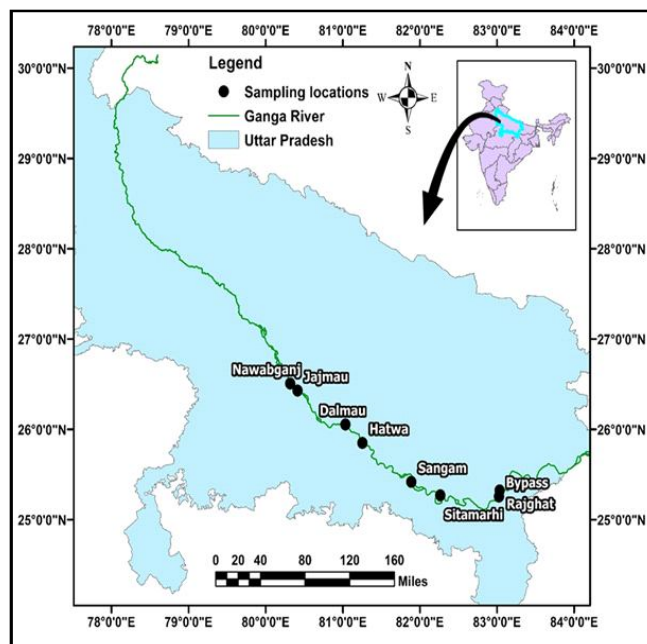 78°0'0"E 79°0'0"E 80°0'0"E 81°0'0"E 82°0'0"E 83°0'0"E 84°0'0"E
30°0'0"N
29°0'0"N
28°0'0"N
27°0'0"N
26°0'0"N
25°0'0"N
Legend
Sampling locations
Ganga River
Uttar Pradesh
N
W E
S
30°0'0"N
29°0'0"N
28°0'0"N
27°0'0"N
26°0'0"N
25°0'0"N
Nawabganj
Jajmau
Dalmau
Hatwa
Sangam
Sitamarhi
Bypass
Rajghat
0 20 40 80 120 160
Miles
78°0'0"E 79°0'0"E 80°0'0"E 81°0'0"E 82°0'0"E 83°0'0"E 84°0'0"E